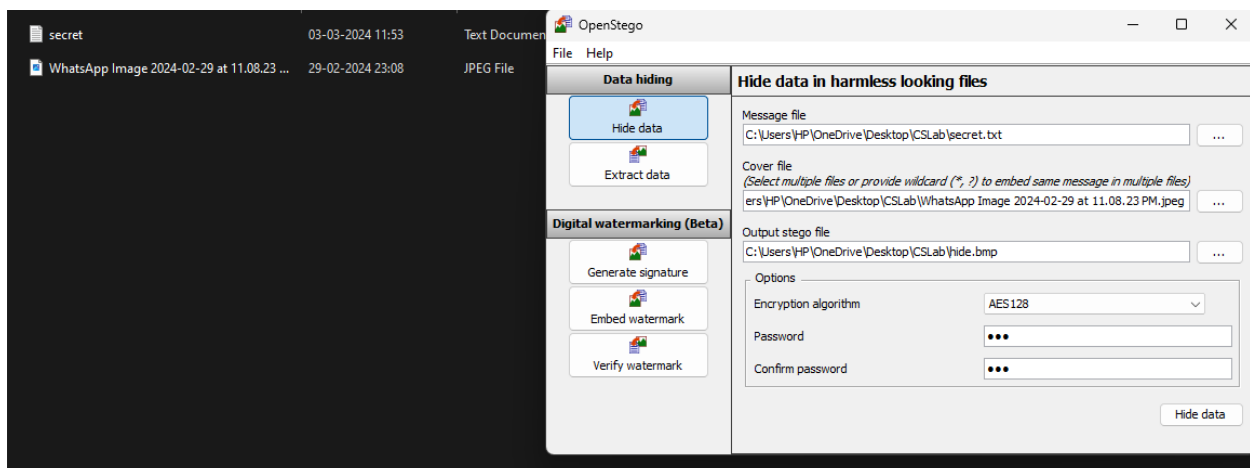 secret 03-03-2024 11:53 Text Documen
WhatsApp Image 2024-02-29 at 11.08.23 ... 29-02-2024 23:08 JPEG File
OpenStego
File Help
Data hiding
Hide data
Extract data
Digital watermarking (Beta)
Generate signature
Embed watermark
Verify watermark
Hide data in harmless looking files
Message file
C:\Users\HP\OneDrive\Desktop\CSLab\secret.txt ...
Cover file
(Select multiple files or provide wildcard (*, ?) to embed same message in multiple files)
ers\HP\OneDrive\Desktop\CSLab\WhatsApp Image 2024-02-29 at 11.08.23 PM.jpeg ...
Output stego file
C:\Users\HP\OneDrive\Desktop\CSLab\hide.bmp ...
Options
Encryption algorithm AES128
Password ●●●
Confirm password ●●●
Hide data